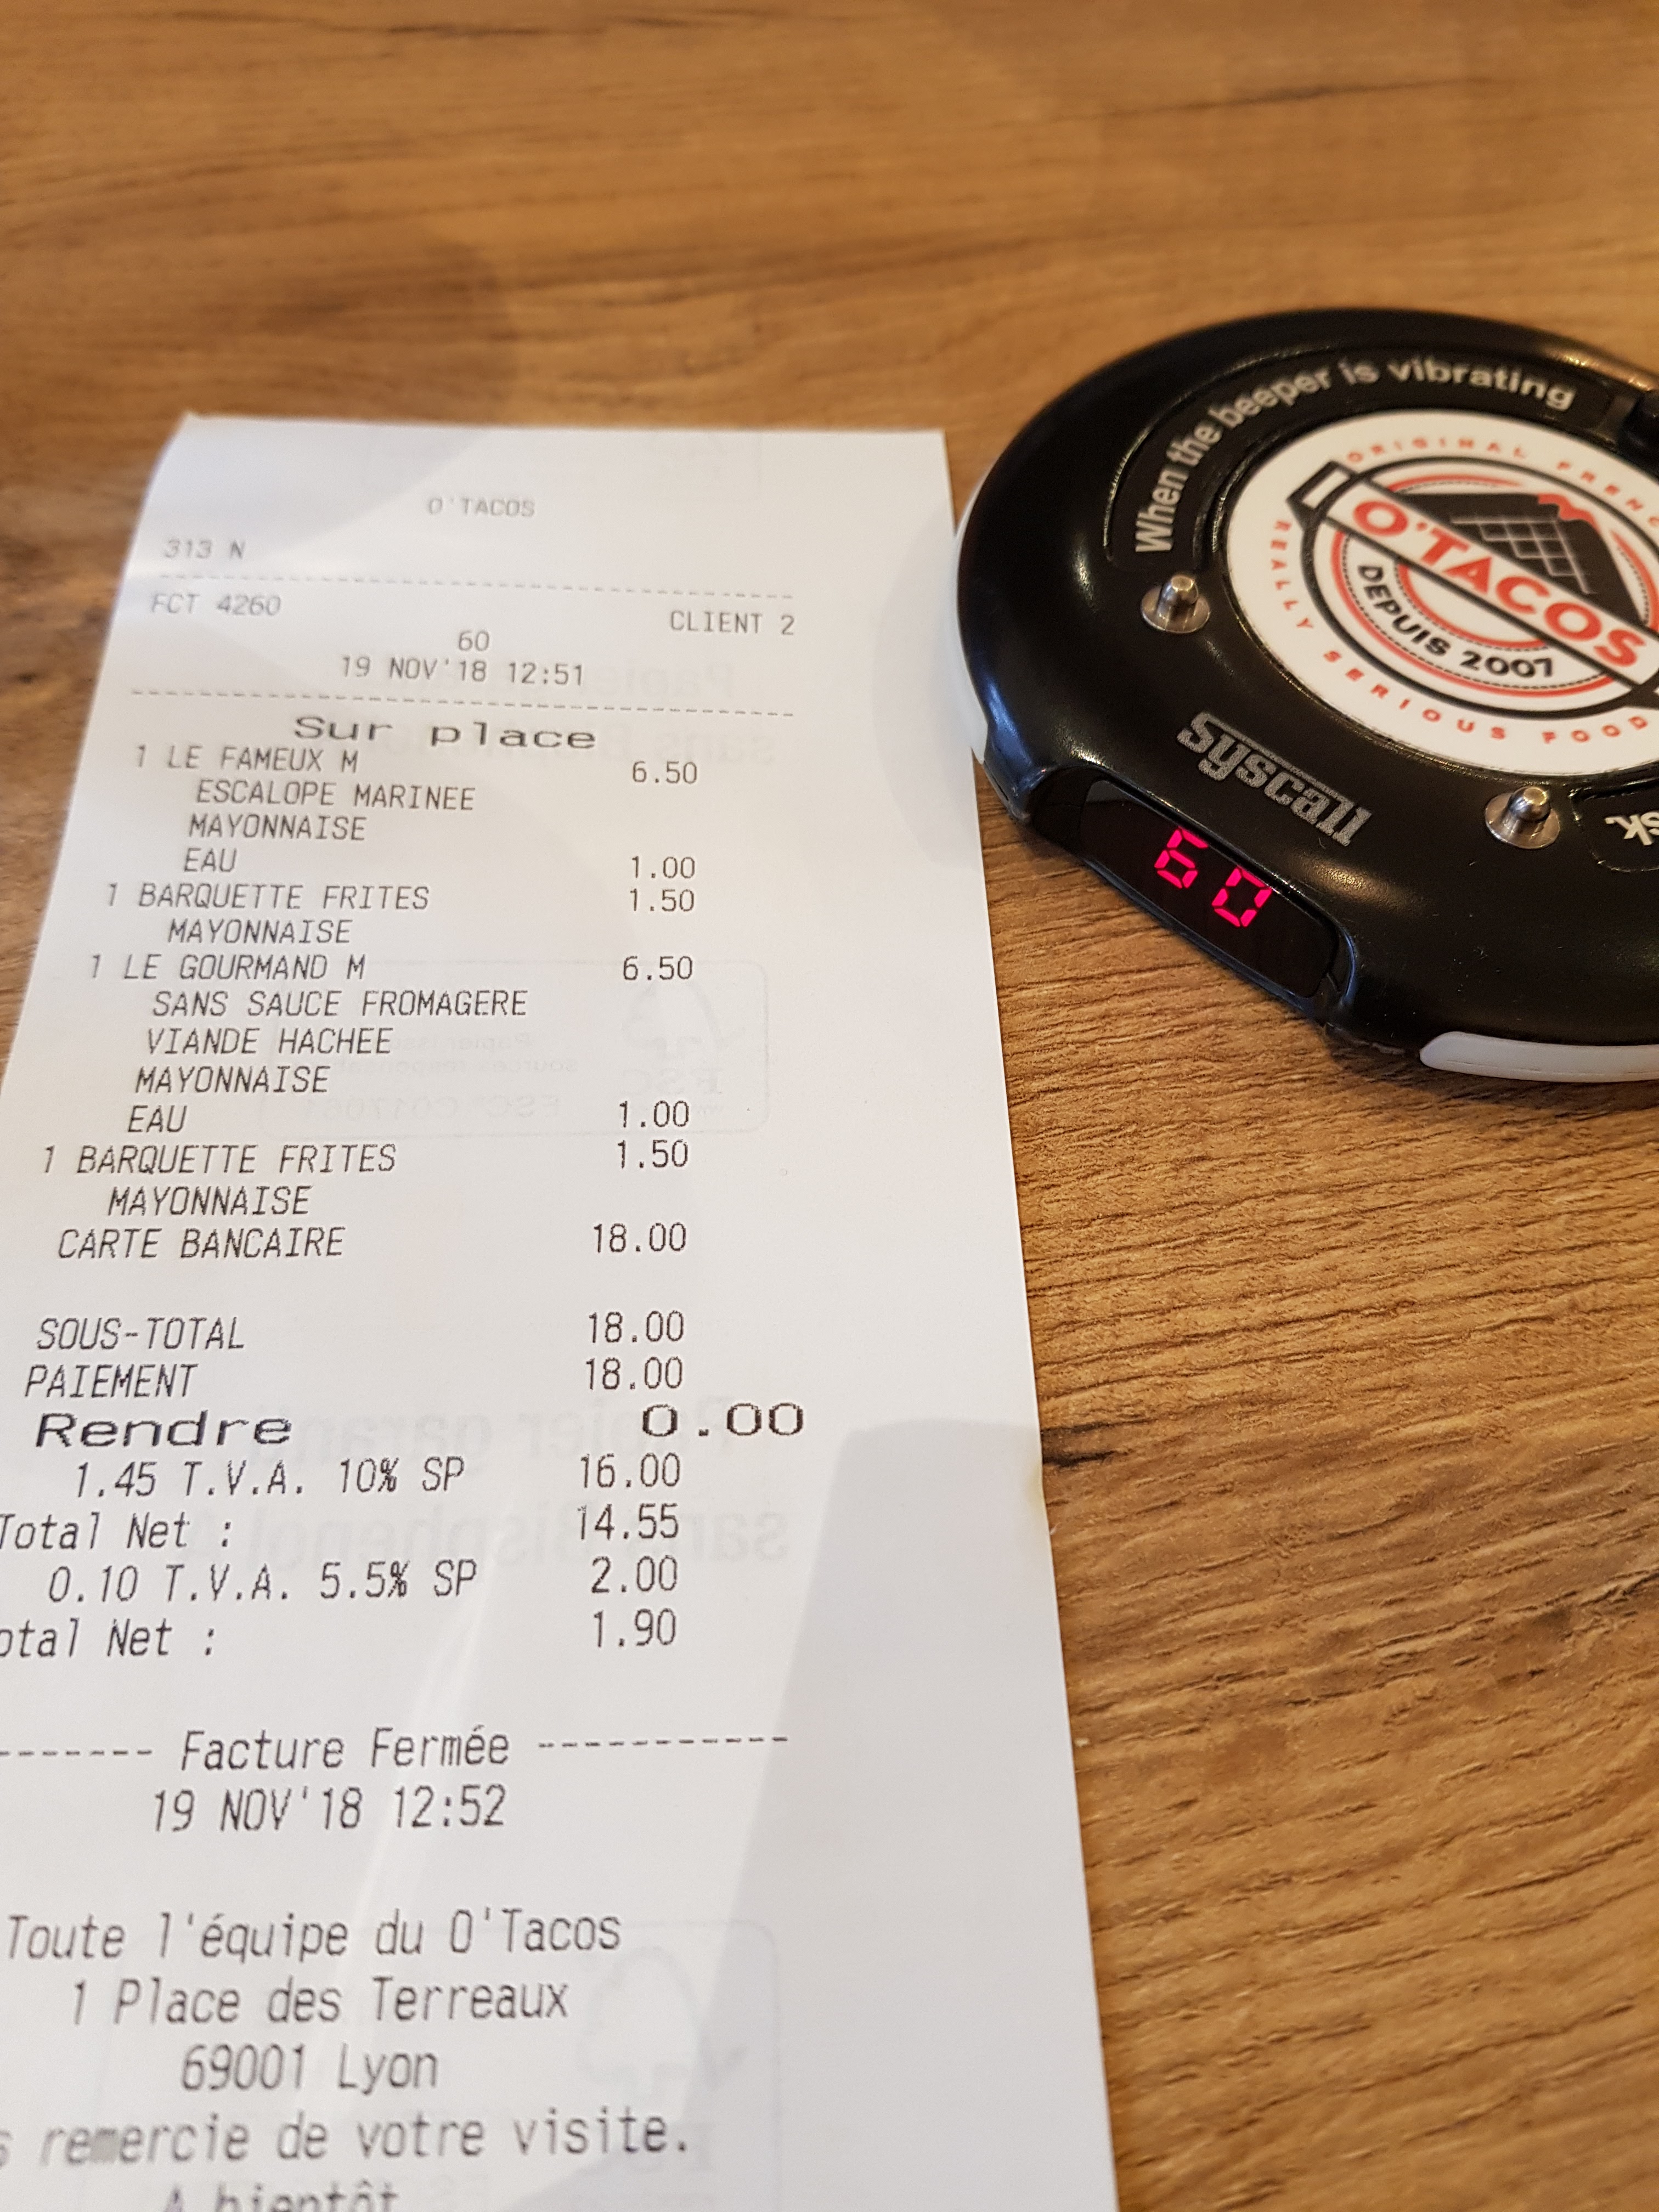 O'TACOS
313 N
FCT 4260
CLIENT 2
60
19 NOV'18 12:51
Sur place
1 LE FAMEUX M 6.50
ESCALOPE MARINEE
MAYONNAISE
EAU 1.00
1 BARQUETTE FRITES 1.50
MAYONNAISE
1 LE GOURMAND M 6.50
SANS SAUCE FROMAGERE
VIANDE HACHEE
MAYONNAISE
EAU 1.00
1 BARQUETTE FRITES 1.50
MAYONNAISE
CARTE BANCAIRE 18.00
SOUS-TOTAL 18.00
PAIEMENT 18.00
Rendre 0.00
1.45 T.V.A. 10% SP 16.00
Total Net : 14.55
0.10 T.V.A. 5.5% SP 2.00
otal Net : 1.90
------- Facture Fermée -----------
19 NOV'18 12:52
Toute l'équipe du O'Tacos
1 Place des Terreaux
69001 Lyon
s remercie de votre visite.
A bientôt
When the beeper is vibrating
ORIGINAL FRENC
O'TACOS
DEPUIS 2007
REALLY SERIOUS FOOD
syscall
sk.
60